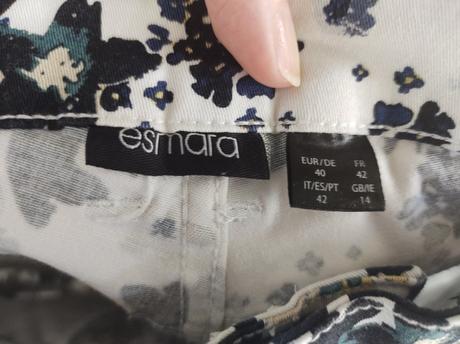 esmara
EUR/DE FR
40 42
IT/ES/PT GB/IE
42 14